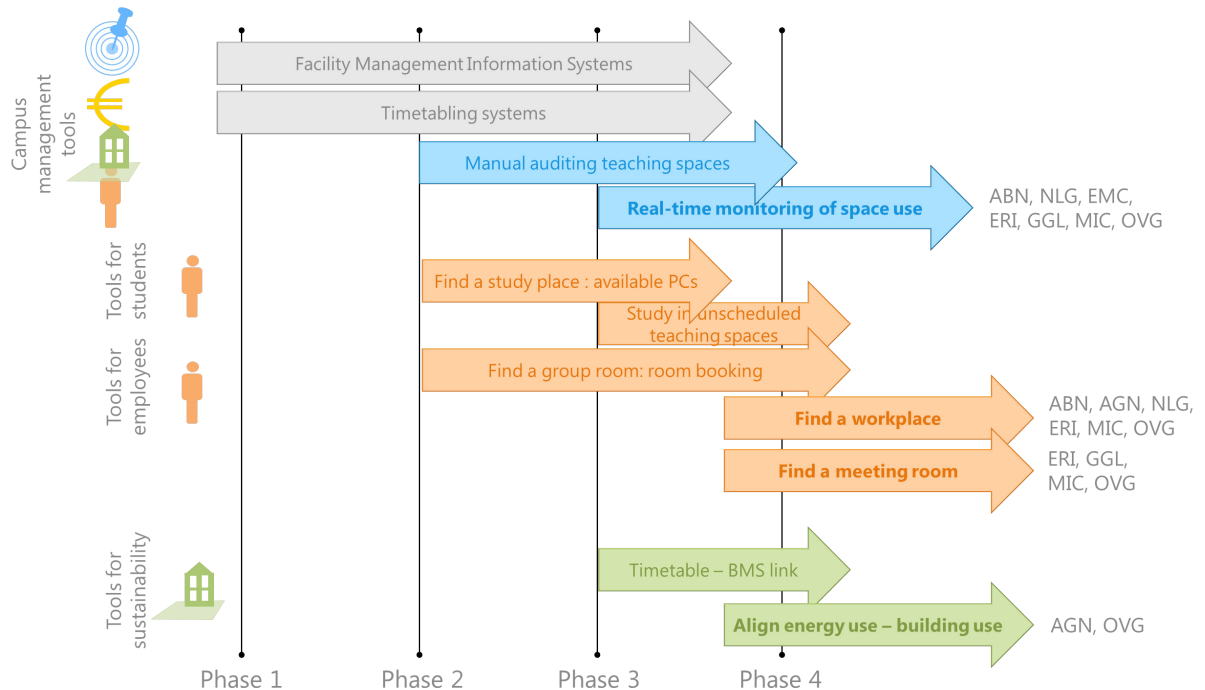 Campus
management
tools
Facility Management Information Systems
Timetabling systems
Manual auditing teaching spaces
Real-time monitoring of space use
ABN, NLG, EMC,
ERI, GGL, MIC, OVG
Tools for
students
Find a study place : available PCs
Study in unscheduled
teaching spaces
Tools for
employees
Find a group room: room booking
Find a workplace
ABN, AGN, NLG,
ERI, MIC, OVG
Find a meeting room
ERI, GGL,
MIC, OVG
Tools for
sustainability
Timetable – BMS link
Align energy use – building use
AGN, OVG
Phase 1
Phase 2
Phase 3
Phase 4